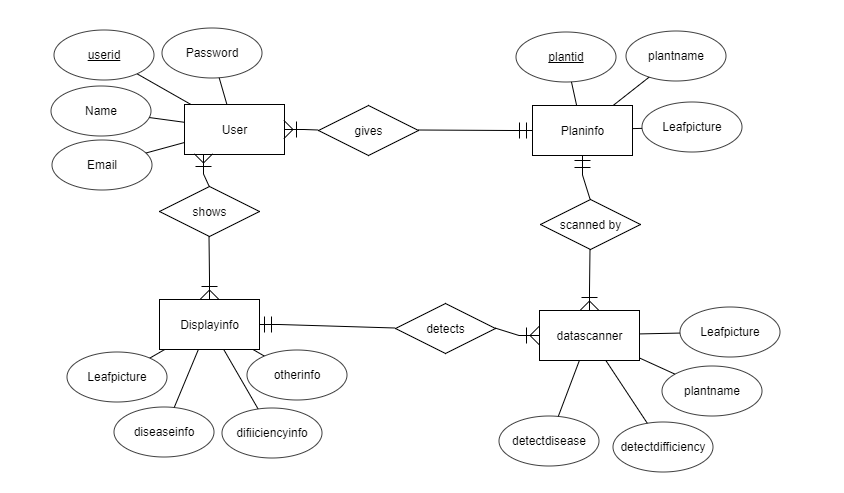 userid
Password
plantid
plantname
Name
User
gives
Planinfo
Leafpicture
Email
shows
scanned by
Displayinfo
detects
datascanner
Leafpicture
Leafpicture
otherinfo
plantname
diseaseinfo
difiiciencyinfo
detectdisease
detectdifficiency